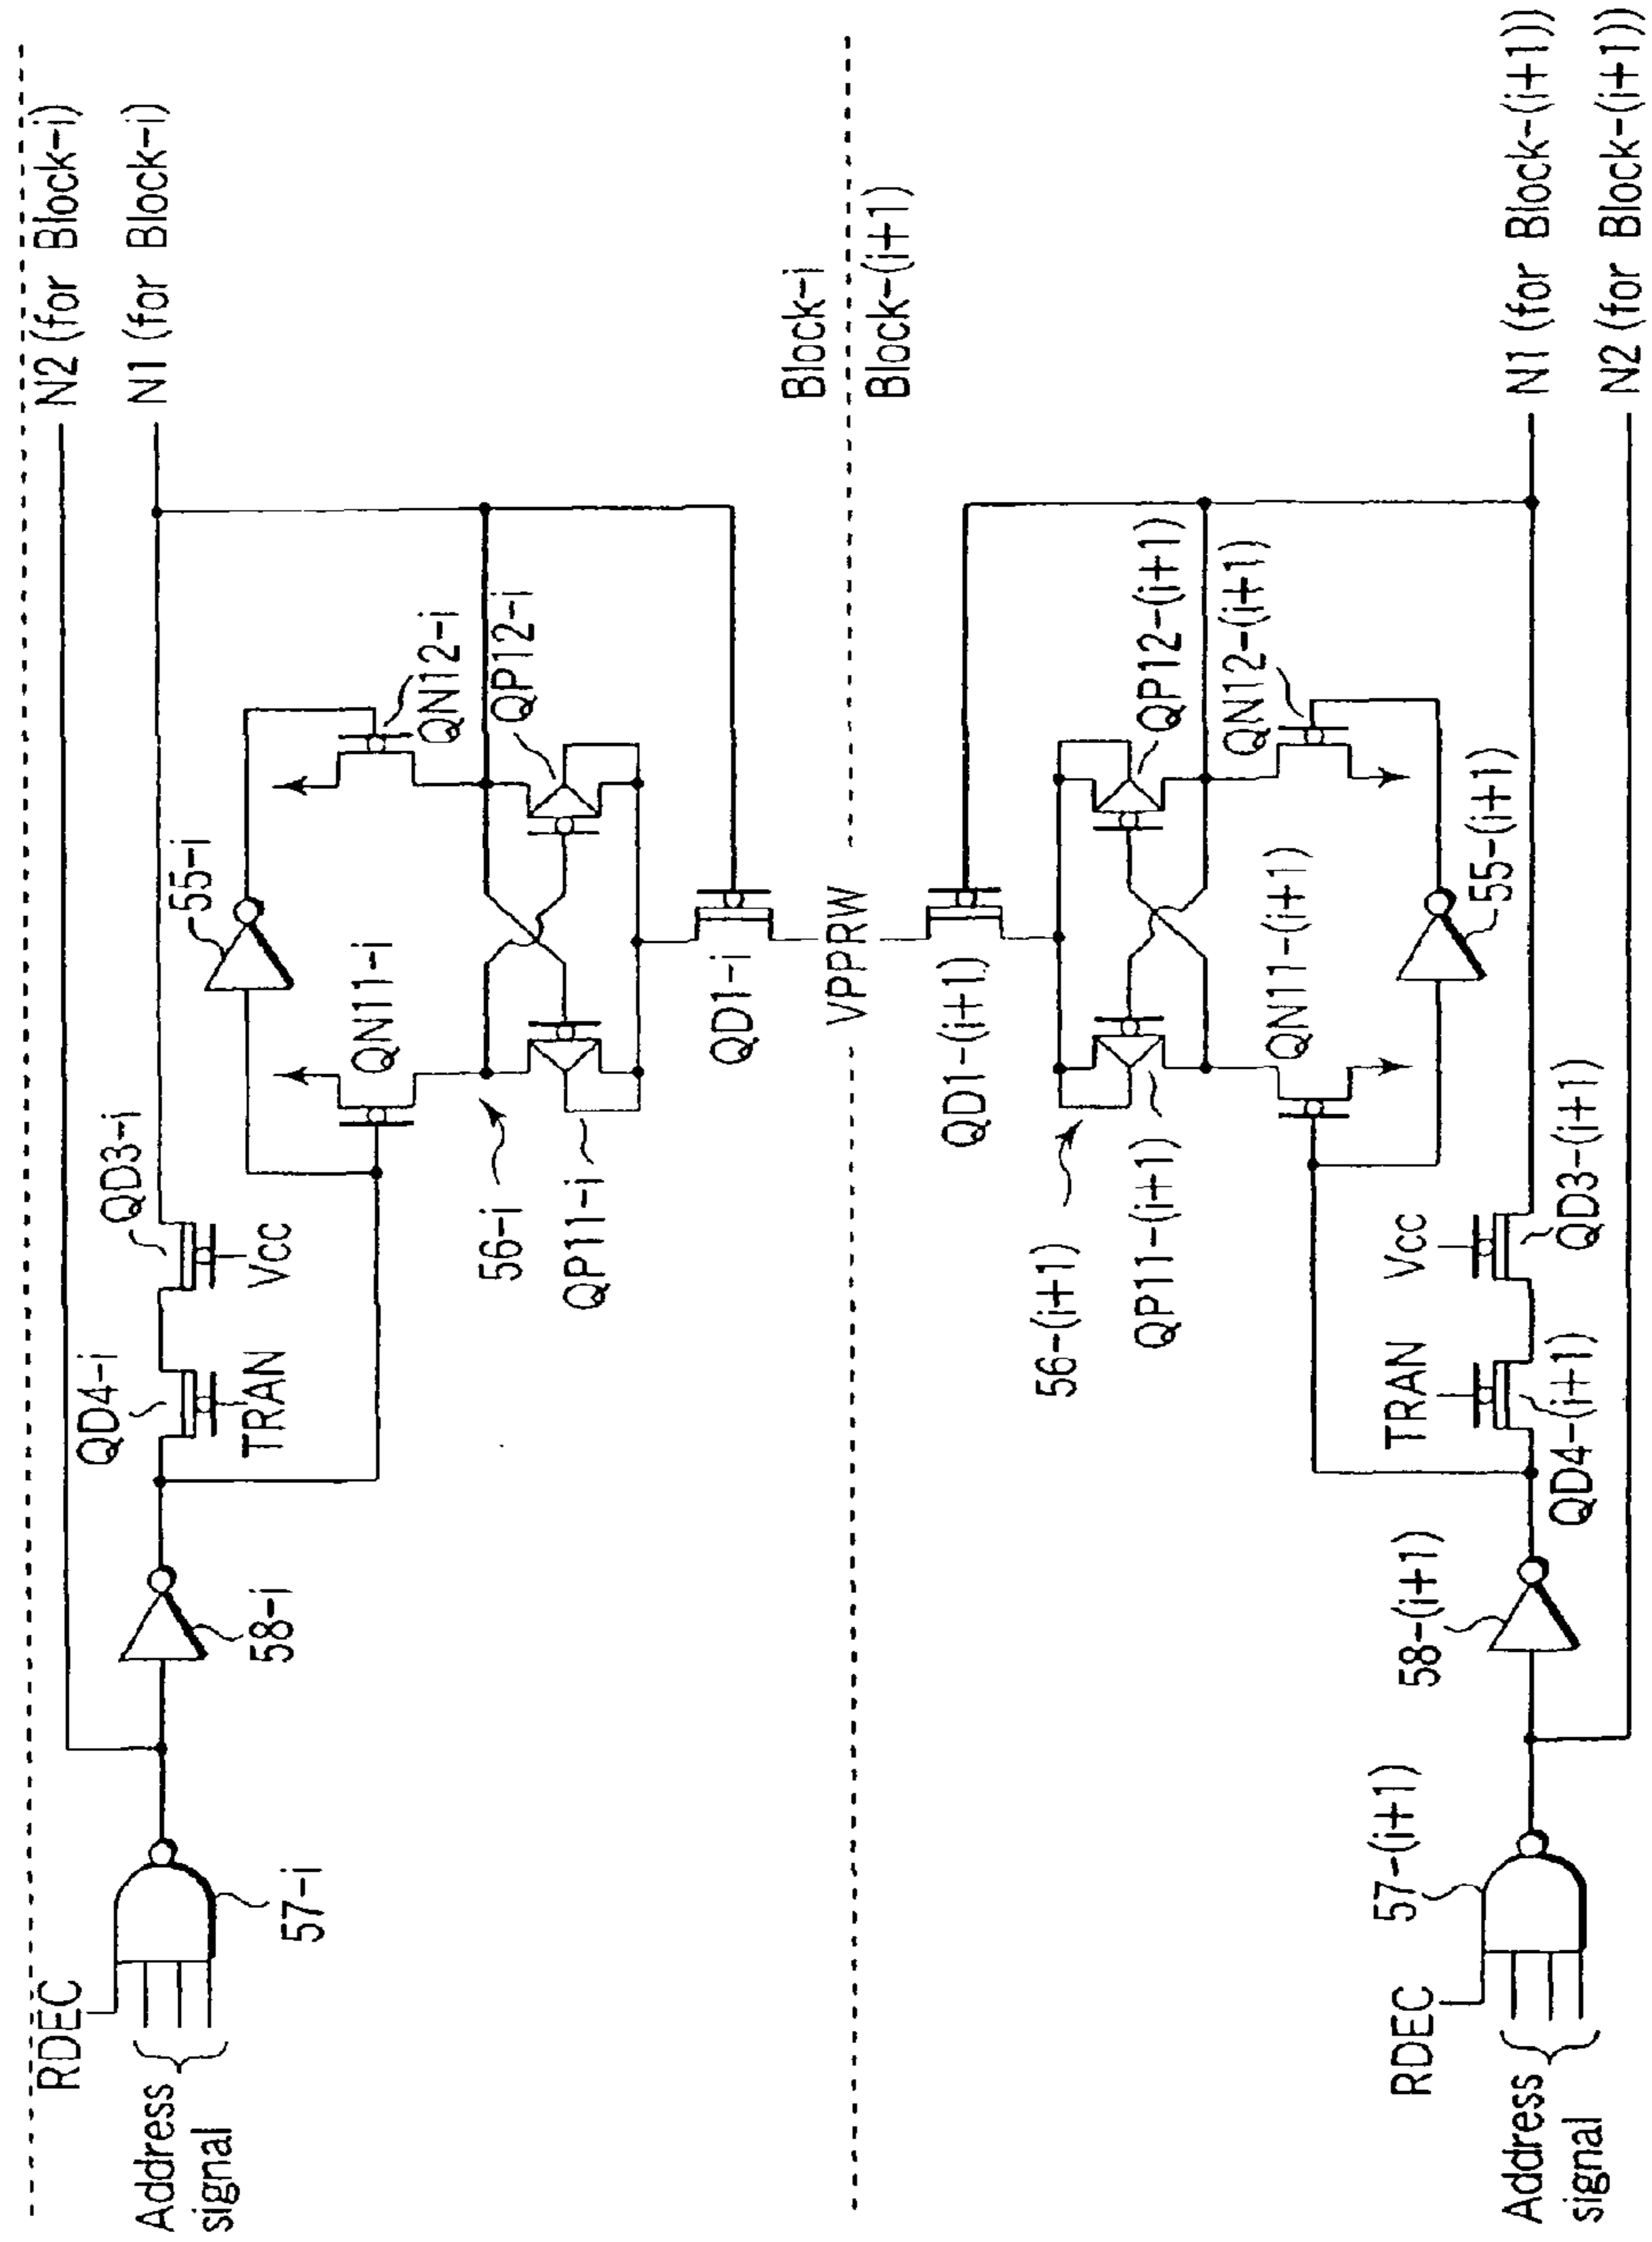 N2 (for Block-i)
N1 (for Block-i)
QD3-i
QD4-i
Vcc
TRAN
55-i
QN11-i
QN12-i
QP12-i
56-i
QP11-i
58-i
57-i
RDEC
Address
signal
QD1-i
Block-i
VPPRW
Block-(i+1)
QD1-(i+1)
56-(i+1)
QP11-(i+1)
QP12-(i+1)
QN12-(i+1)
QN11-(i+1)
55-(i+1)
Vcc
TRAN
QD3-(i+1)
QD4-(i+1)
58-(i+1)
57-(i+1)
RDEC
Address
signal
N1 (for Block-(i+1))
N2 (for Block-(i+1))